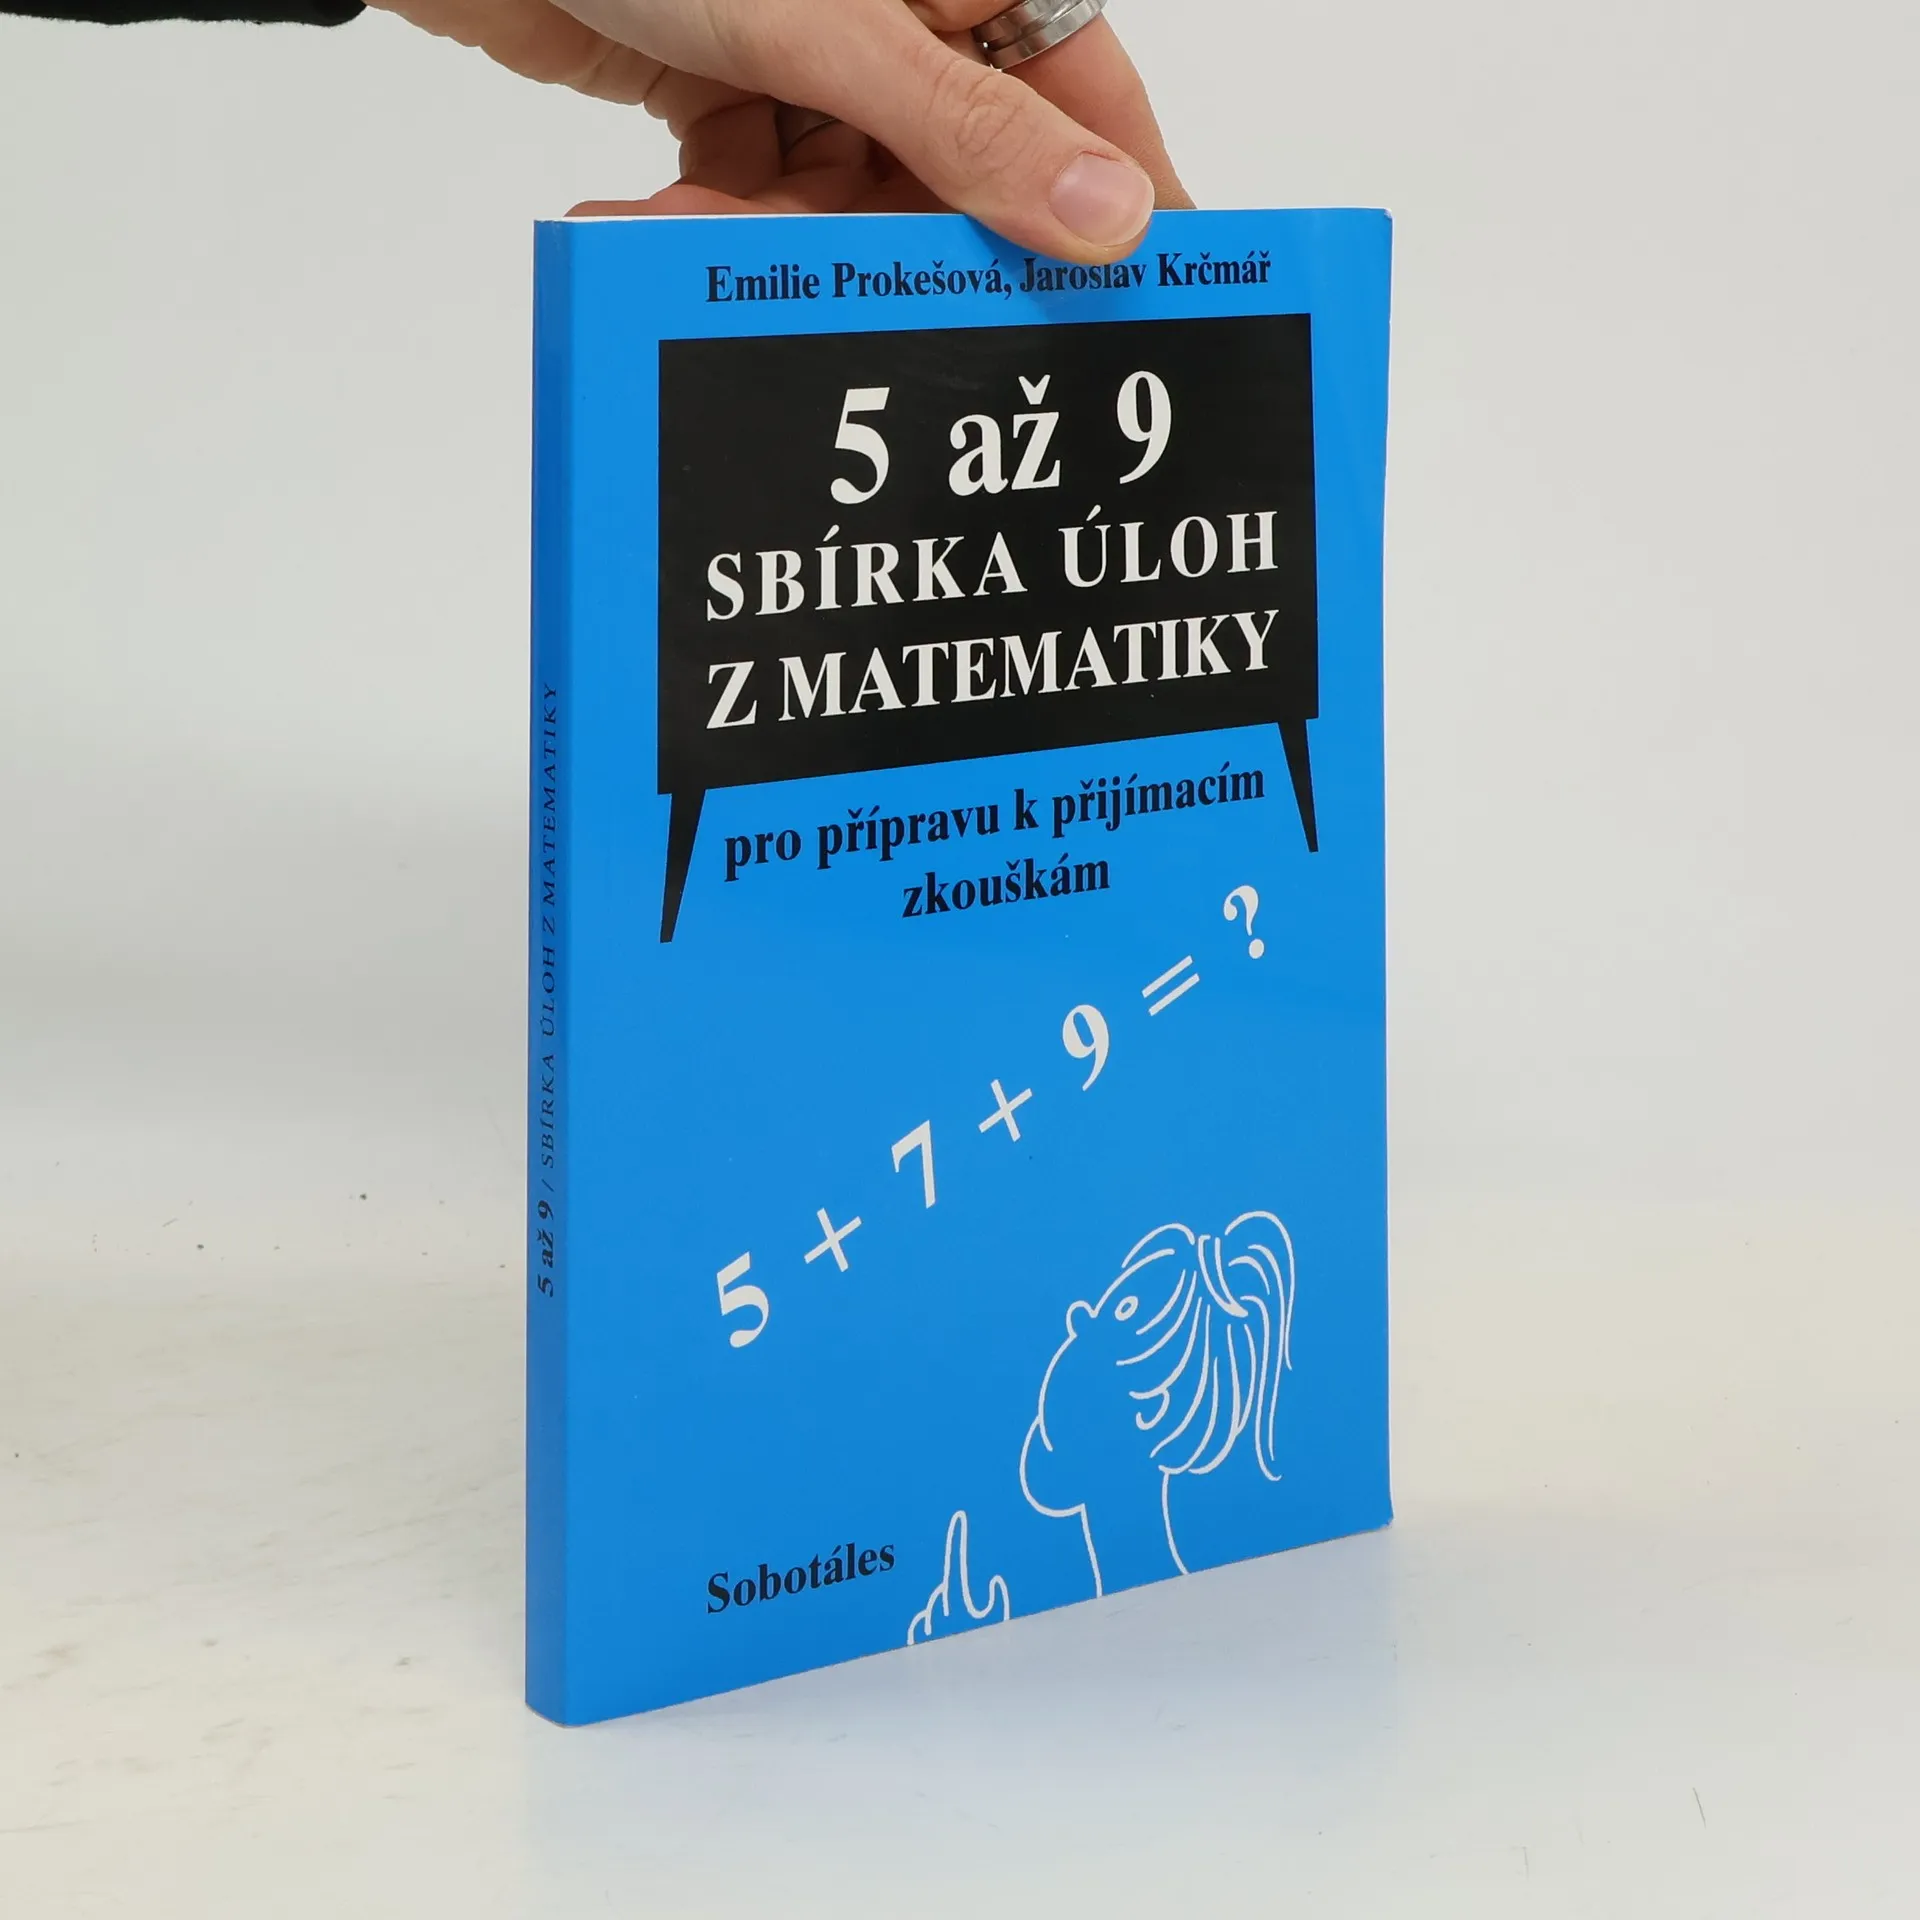 Emilie Prokešová, Jaroslav Krčmář
5 až 9
SBÍRKA ÚLOH
Z MATEMATIKY
pro přípravu k přijímacím
zkouškám
5 + 7 + 9 = ?
Sobotáles
5 až 9 / SBÍRKA ÚLOH Z MATEMATIKY